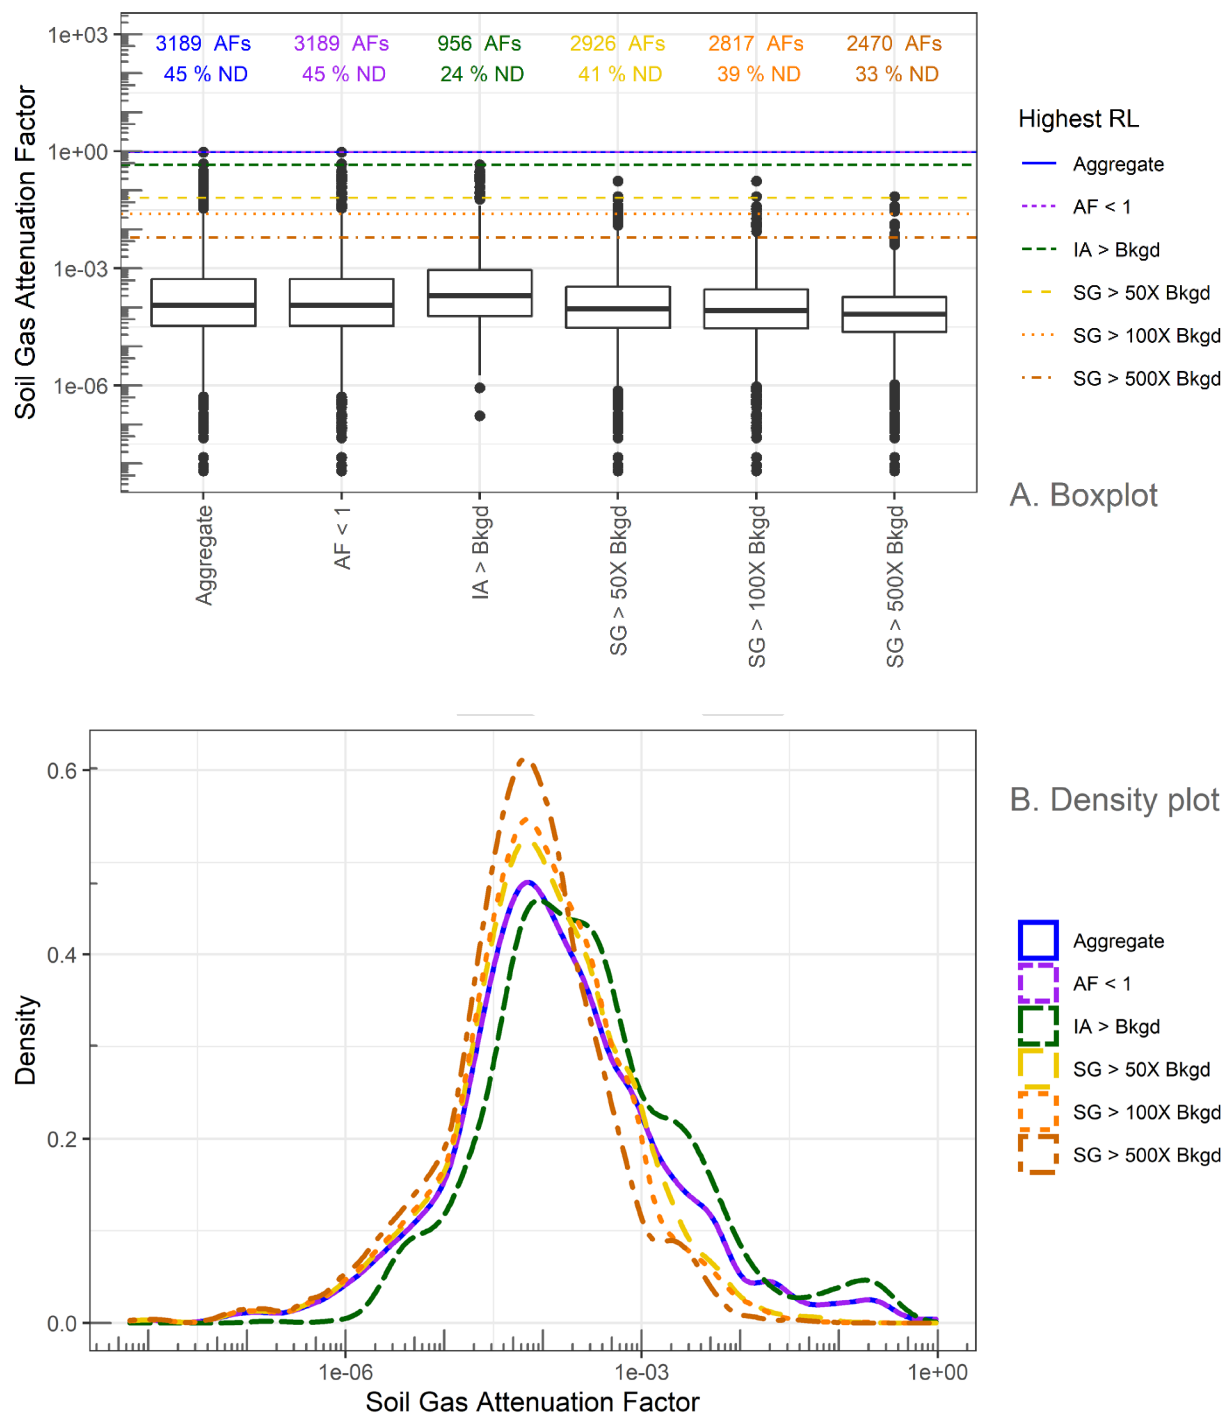 3189 AFs 3189 AFs 956 AFs 2926 AFs 2817 AFs 2470 AFs
45 % ND 45 % ND 24 % ND 41 % ND 39 % ND 33 % ND
1e+03
1e+00
1e-03
1e-06
Soil Gas Attenuation Factor
Aggregate
AF < 1
IA > Bkgd
SG > 50X Bkgd
SG > 100X Bkgd
SG > 500X Bkgd
Highest RL
Aggregate
AF < 1
IA > Bkgd
SG > 50X Bkgd
SG > 100X Bkgd
SG > 500X Bkgd
A. Boxplot
B. Density plot
0.6
0.4
0.2
0.0
Density
1e-06 1e-03 1e+00
Soil Gas Attenuation Factor
Aggregate
AF < 1
IA > Bkgd
SG > 50X Bkgd
SG > 100X Bkgd
SG > 500X Bkgd